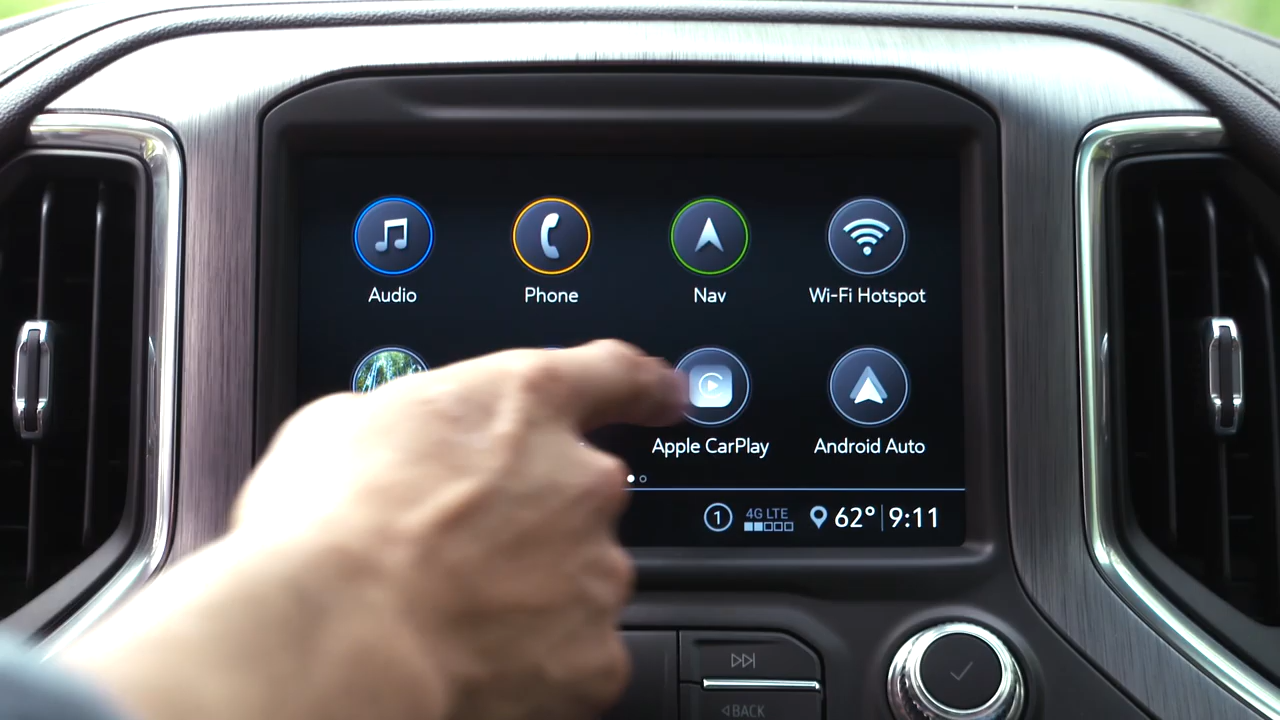 Audio Phone Nav Wi-Fi Hotspot
Apple CarPlay Android Auto
1 4G LTE 62° 9:11
BACK